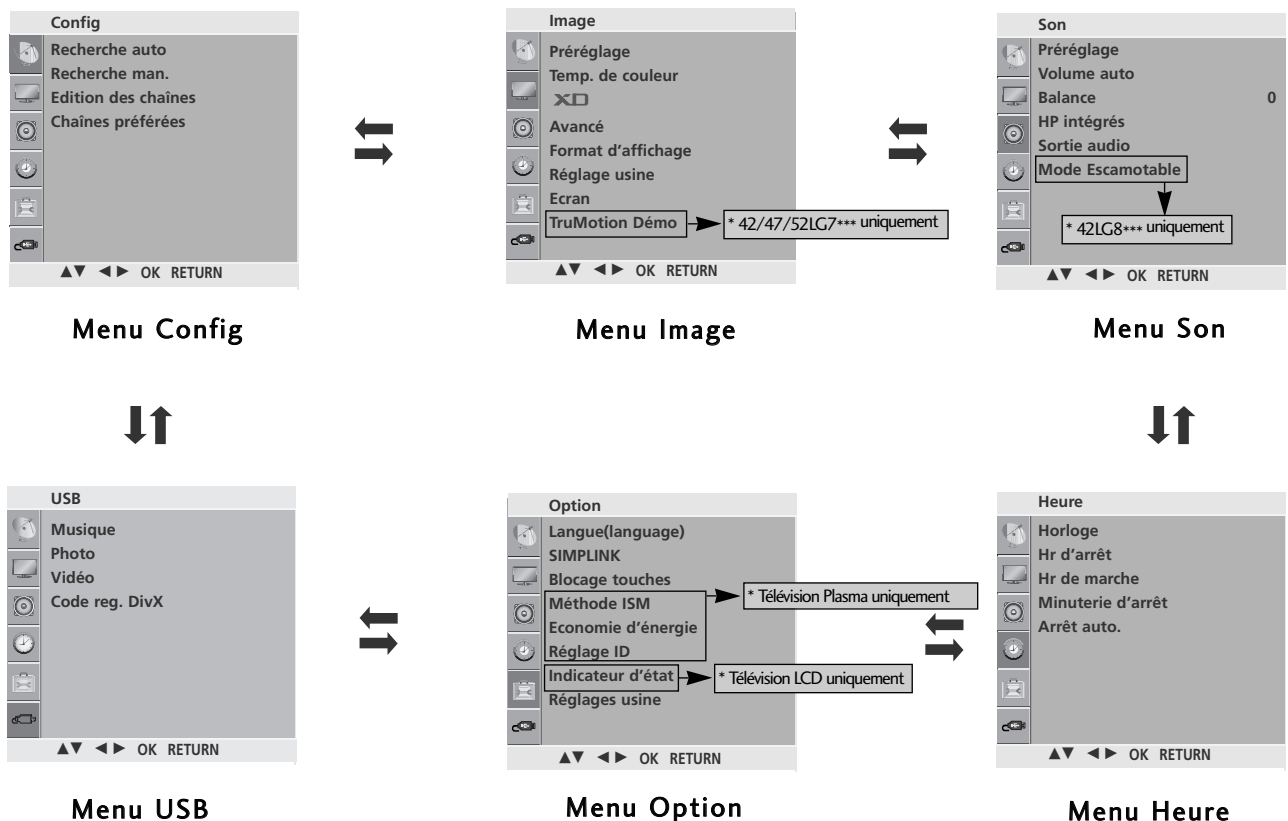 Config
Recherche auto
Recherche man.
Edition des chaînes
Chaînes préférées
▲▼ ◄► OK RETURN
Menu Config
Image
Préréglage
Temp. de couleur
XD
Avancé
Format d’affichage
Réglage usine
Ecran
TruMotion Démo
* 42/47/52LG7*** uniquement
▲▼ ◄► OK RETURN
Menu Image
Son
Préréglage
Volume auto
Balance 0
HP intégrés
Sortie audio
Mode Escamotable
* 42LG8*** uniquement
▲▼ ◄► OK RETURN
Menu Son
USB
Musique
Photo
Vidéo
Code reg. DivX
▲▼ ◄► OK RETURN
Menu USB
Option
Langue(language)
SIMPLINK
Blocage touches
Méthode ISM
Economie d’énergie
Réglage ID
* Télévision Plasma uniquement
Indicateur d’état
* Télévision LCD uniquement
Réglages usine
▲▼ ◄► OK RETURN
Menu Option
Heure
Horloge
Hr d’arrêt
Hr de marche
Minuterie d’arrêt
Arrêt auto.
▲▼ ◄► OK RETURN
Menu Heure